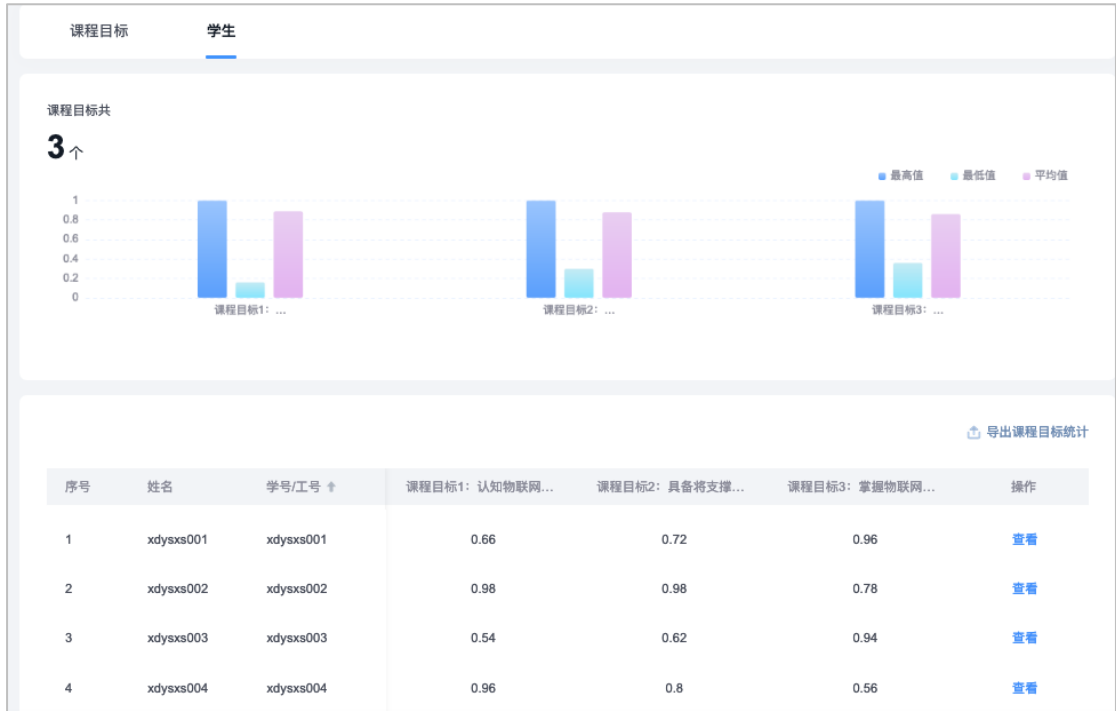 课程目标 学生
课程目标共
3个
最高值 最低值 平均值
1
0.8
0.6
0.4
0.2
0
课程目标1: ... 课程目标2: ... 课程目标3: ...
导出课程目标统计
序号 姓名 学号/工号 课程目标1：认知物联网... 课程目标2：具备将支撑... 课程目标3：掌握物联网... 操作
1 xdysxs001 xdysxs001 0.66 0.72 0.96 查看
2 xdysxs002 xdysxs002 0.98 0.98 0.78 查看
3 xdysxs003 xdysxs003 0.54 0.62 0.94 查看
4 xdysxs004 xdysxs004 0.96 0.8 0.56 查看